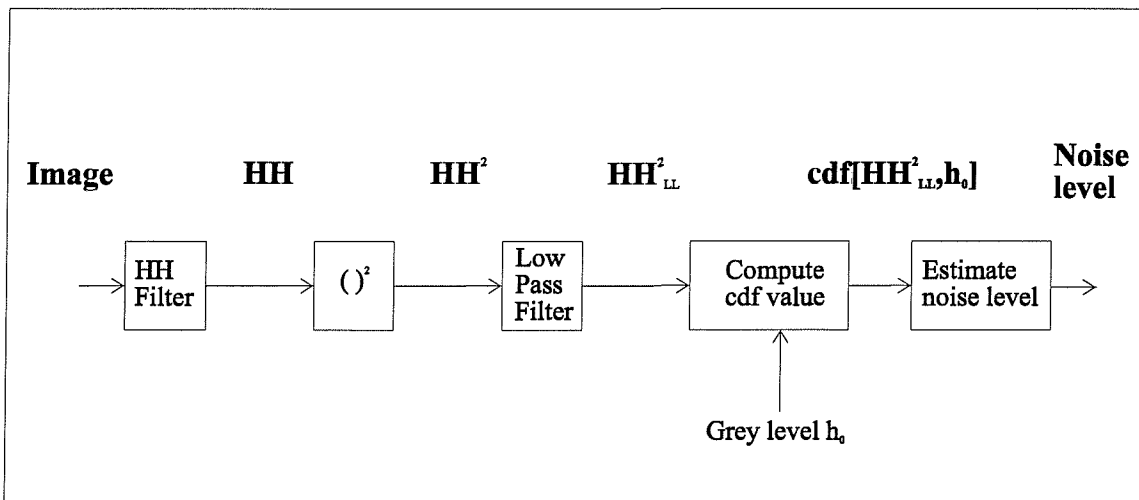 Image HH HH² HH²LL cdf[HH²LL,h₀] Noise level
HH
Filter
( )²
Low
Pass
Filter
Compute
cdf value
Estimate
noise level
Grey level h₀